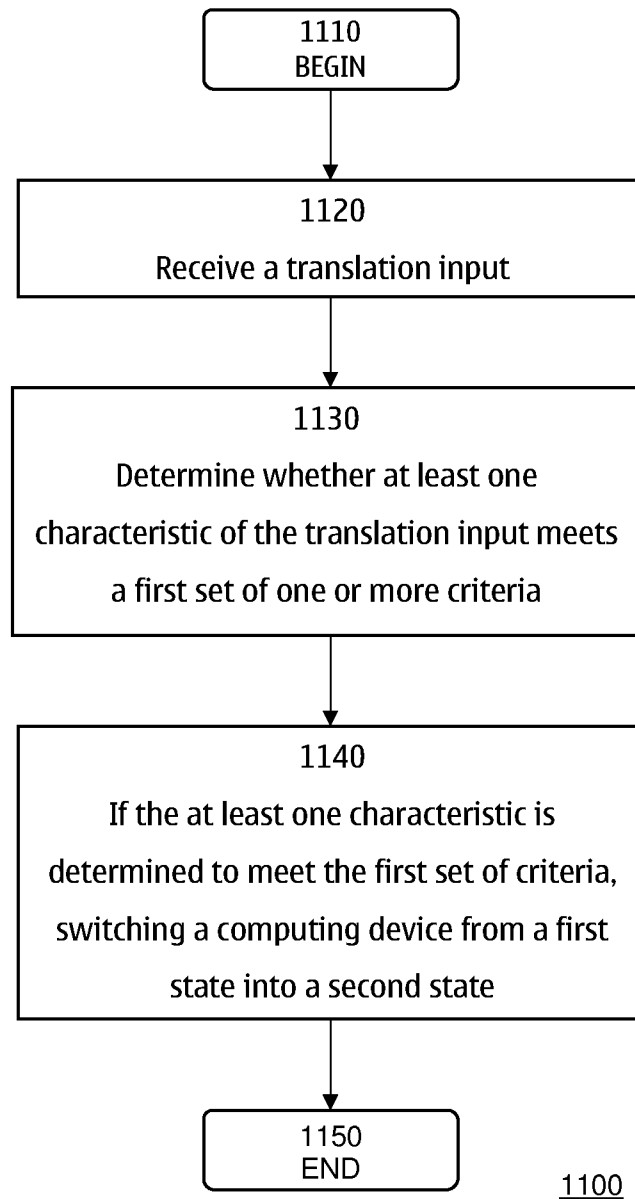 1110
BEGIN
1120
Receive a translation input
1130
Determine whether at least one
characteristic of the translation input meets
a first set of one or more criteria
1140
If the at least one characteristic is
determined to meet the first set of criteria,
switching a computing device from a first
state into a second state
1150
END
1100